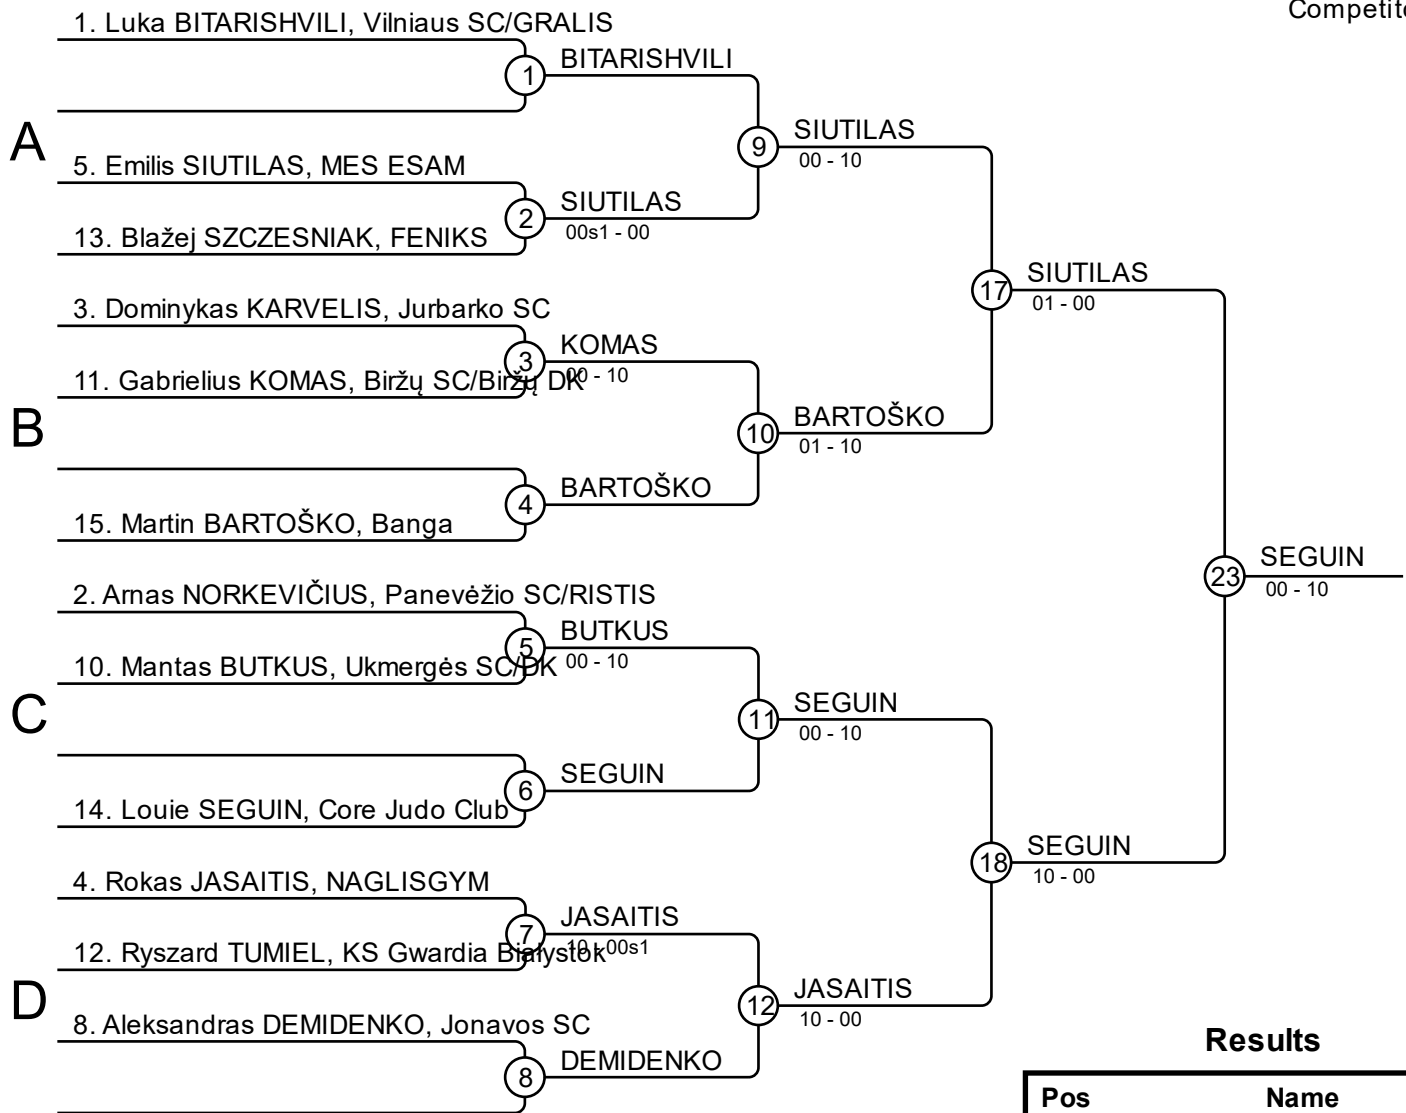 Competito
1. Luka BITARISHVILI, Vilniaus SC/GRALIS
1
BITARISHVILI
A
9
SIUTILAS
00 - 10
5. Emilis SIUTILAS, MES ESAM
2
SIUTILAS
00s1 - 00
13. Blažej SZCZESNIAK, FENIKS
17
SIUTILAS
01 - 00
3. Dominykas KARVELIS, Jurbarko SC
3
KOMAS
00 - 10
11. Gabrielius KOMAS, Biržų SC/Biržų DK
B
10
BARTOŠKO
01 - 10
4
BARTOŠKO
15. Martin BARTOŠKO, Banga
23
SEGUIN
00 - 10
2. Arnas NORKEVIČIUS, Panevėžio SC/RISTIS
5
BUTKUS
00 - 10
10. Mantas BUTKUS, Ukmergės SC/DK
C
11
SEGUIN
00 - 10
6
SEGUIN
14. Louie SEGUIN, Core Judo Club
18
SEGUIN
10 - 00
4. Rokas JASAITIS, NAGLISGYM
7
JASAITIS
10 - 00s1
12. Ryszard TUMIEL, KS Gwardia Białystok
D
12
JASAITIS
10 - 00
8. Aleksandras DEMIDENKO, Jonavos SC
8
DEMIDENKO
Results
Pos Name